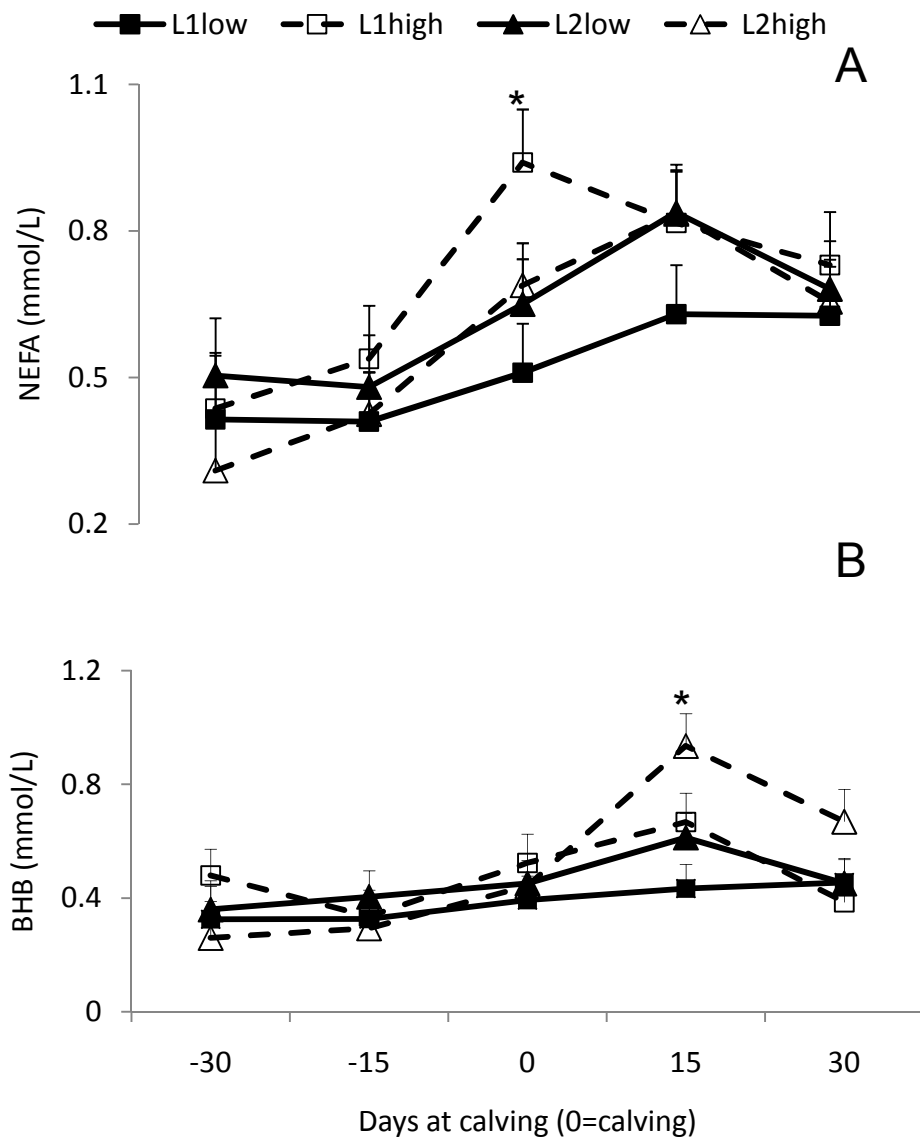 L1low L1high L2low L2high
A
1.1
*
0.8
NEFA (mmol/L)
0.5
0.2
B
1.2
*
0.8
BHB (mmol/L)
0.4
0
-30 -15 0 15 30
Days at calving (0=calving)